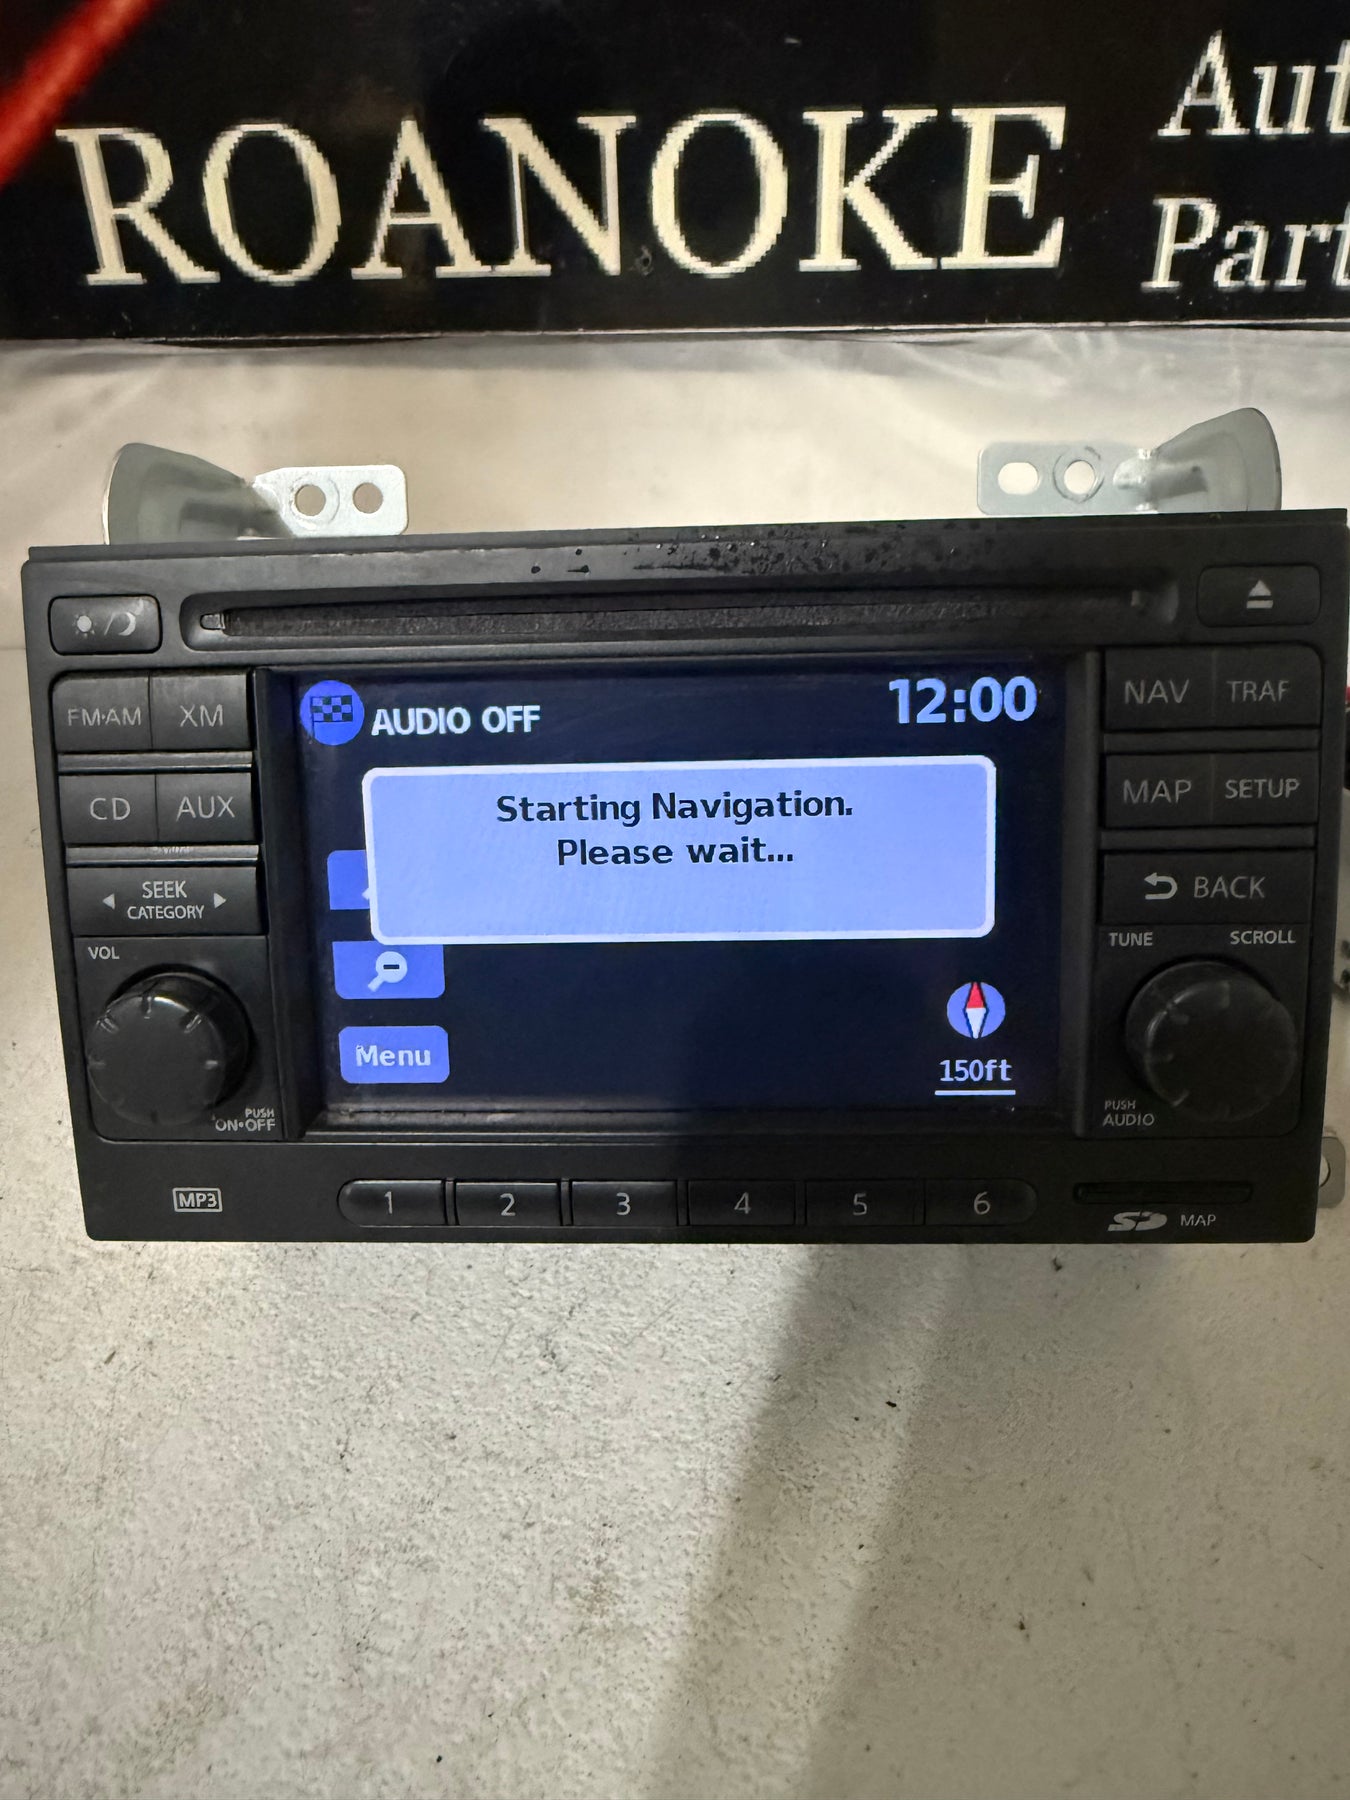 ROANOKE
Aut
Part
FM·AM
XM
CD
AUX
SEEK
CATEGORY
VOL
PUSH
ON•OFF
AUDIO OFF
12:00
Starting Navigation.
Please wait...
Menu
150ft
NAV
TRAF
MAP
SETUP
BACK
TUNE
SCROLL
PUSH
AUDIO
MP3
1
2
3
4
5
6
SD MAP